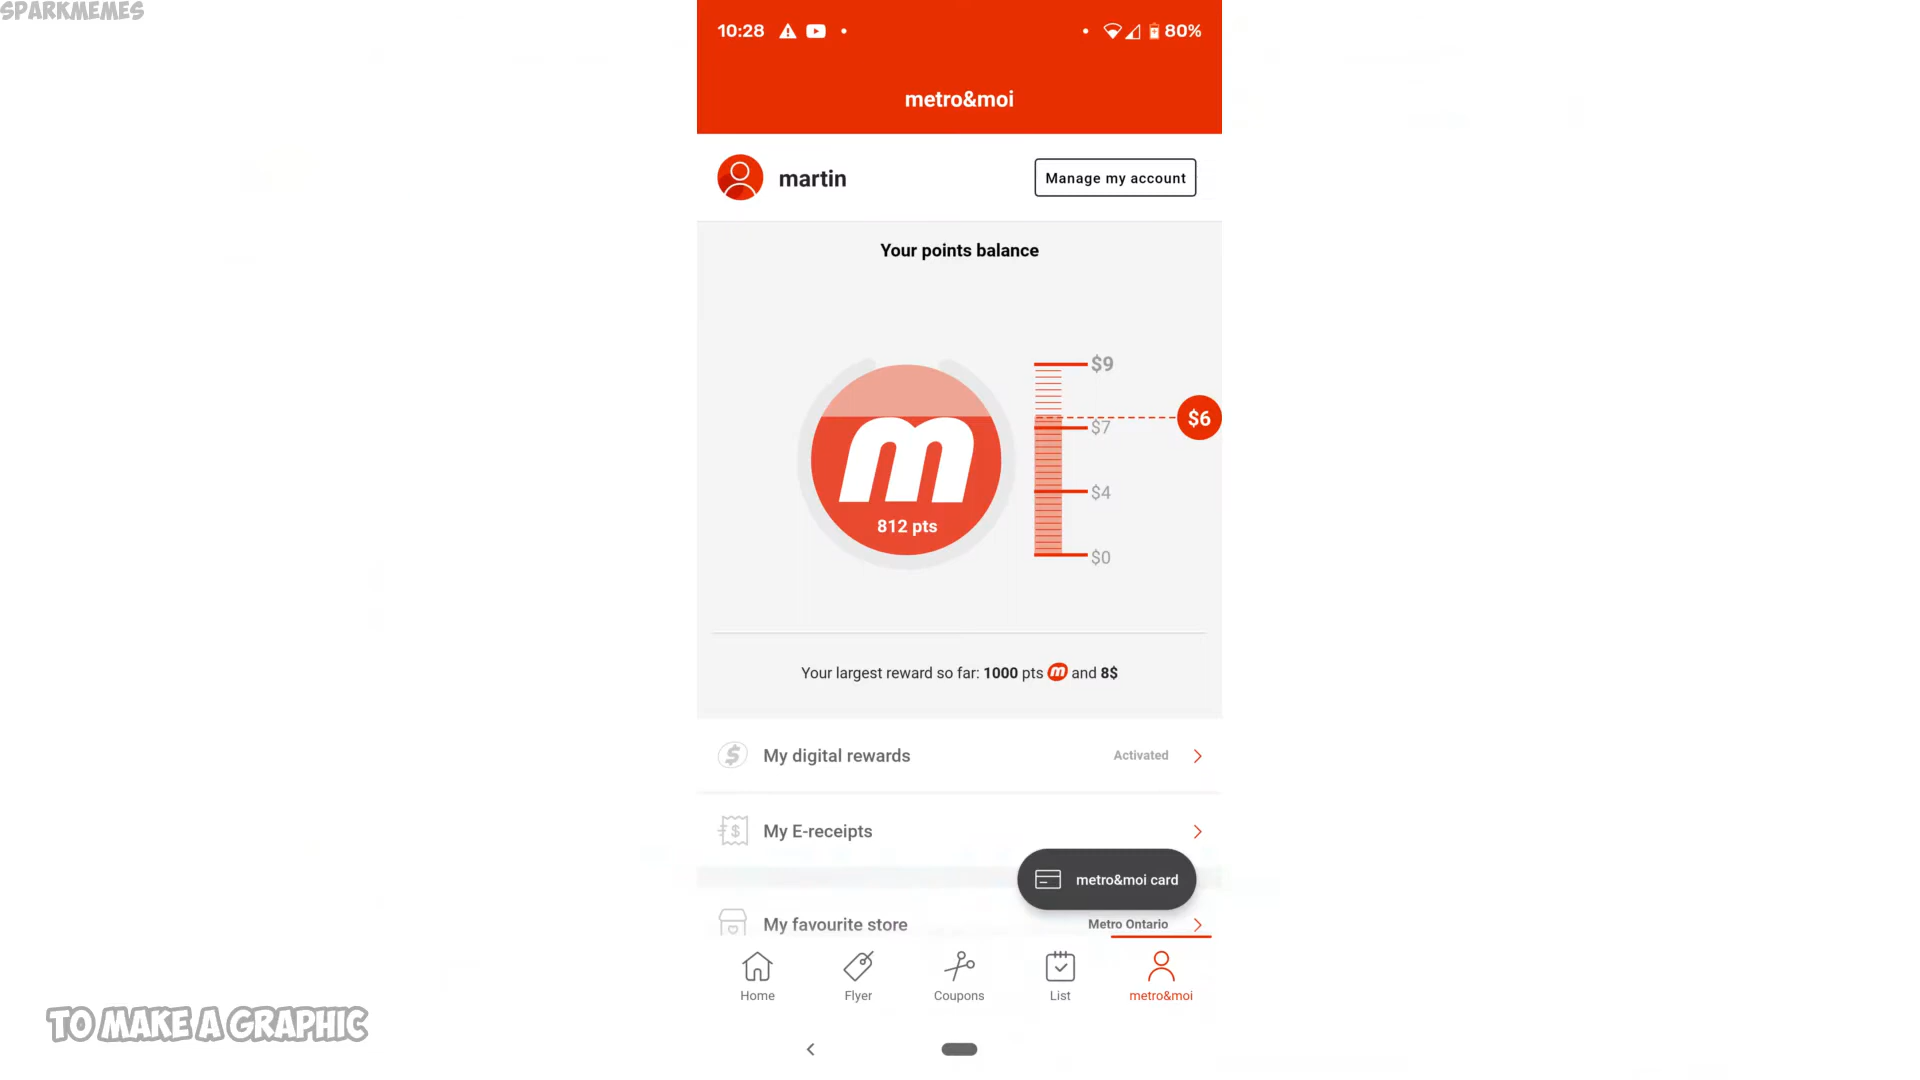 SPARKMEMES
10:28
80%
metro&moi
martin
Manage my account
Your points balance
$9
$6
$7
$4
812 pts
$0
Your largest reward so far: 1000 pts m and 8$
My digital rewards
Activated
My E-receipts
metro&moi card
My favourite store
Metro Ontario
Home
Flyer
Coupons
List
metro&moi
TO MAKE A GRAPHIC